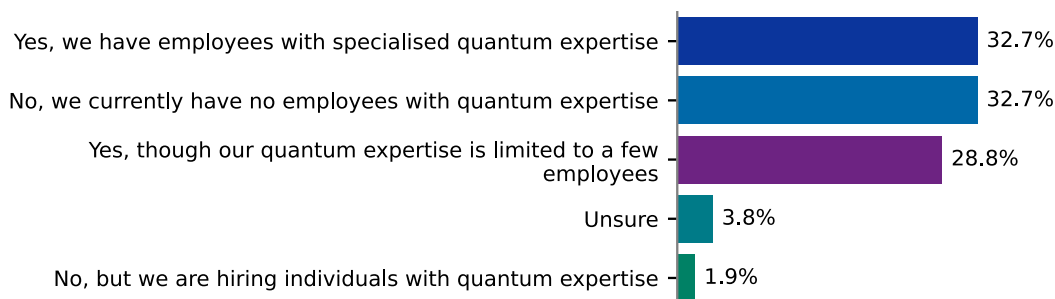 Yes, we have employees with specialised quantum expertise
32.7%
No, we currently have no employees with quantum expertise
32.7%
Yes, though our quantum expertise is limited to a few
employees
28.8%
Unsure
3.8%
No, but we are hiring individuals with quantum expertise
1.9%